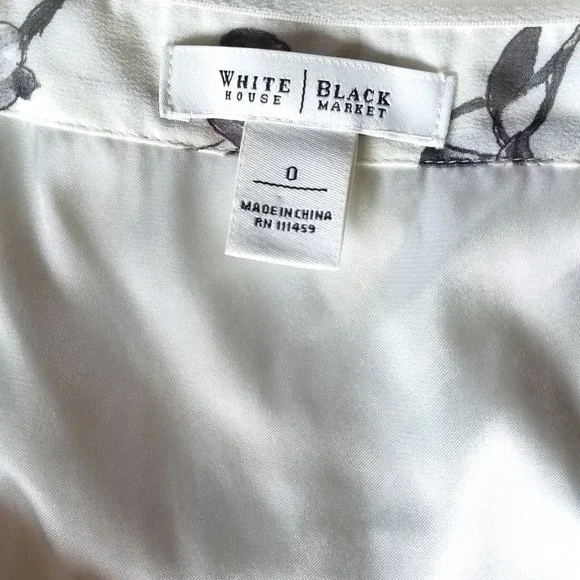 WHITE | BLACK
HOUSE | MARKET
0
MADE IN CHINA
RN 111459